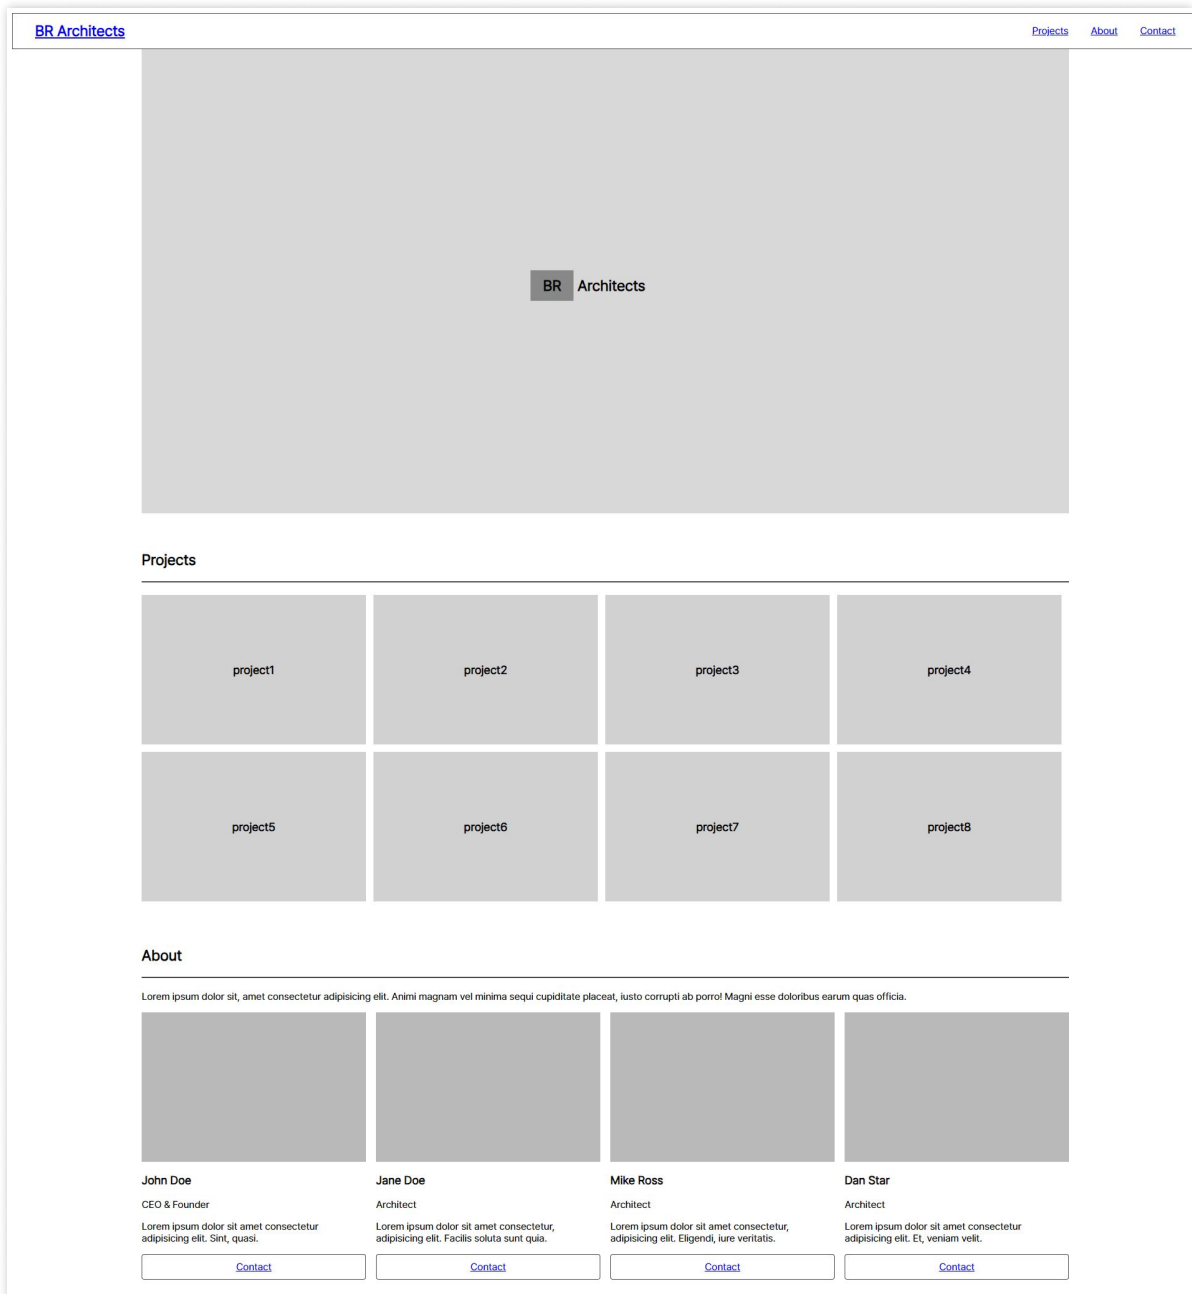 BR Architects
Projects About Contact
BR Architects
Projects
project1 project2 project3 project4
project5 project6 project7 project8
About
Lorem ipsum dolor sit, amet consectetur adipisicing elit. Animi magnam vel minima sequi cupiditate placeat, iusto corrupti ab porro! Magni esse doloribus earum quas officia.
John Doe
CEO & Founder
Lorem ipsum dolor sit amet consectetur
adipisicing elit. Sint, quasi.
Contact
Jane Doe
Architect
Lorem ipsum dolor sit amet consectetur,
adipisicing elit. Facilis soluta sunt quia.
Contact
Mike Ross
Architect
Lorem ipsum dolor sit amet consectetur,
adipisicing elit. Eligendi, iure veritatis.
Contact
Dan Star
Architect
Lorem ipsum dolor sit amet consectetur
adipisicing elit. Et, veniam velit.
Contact